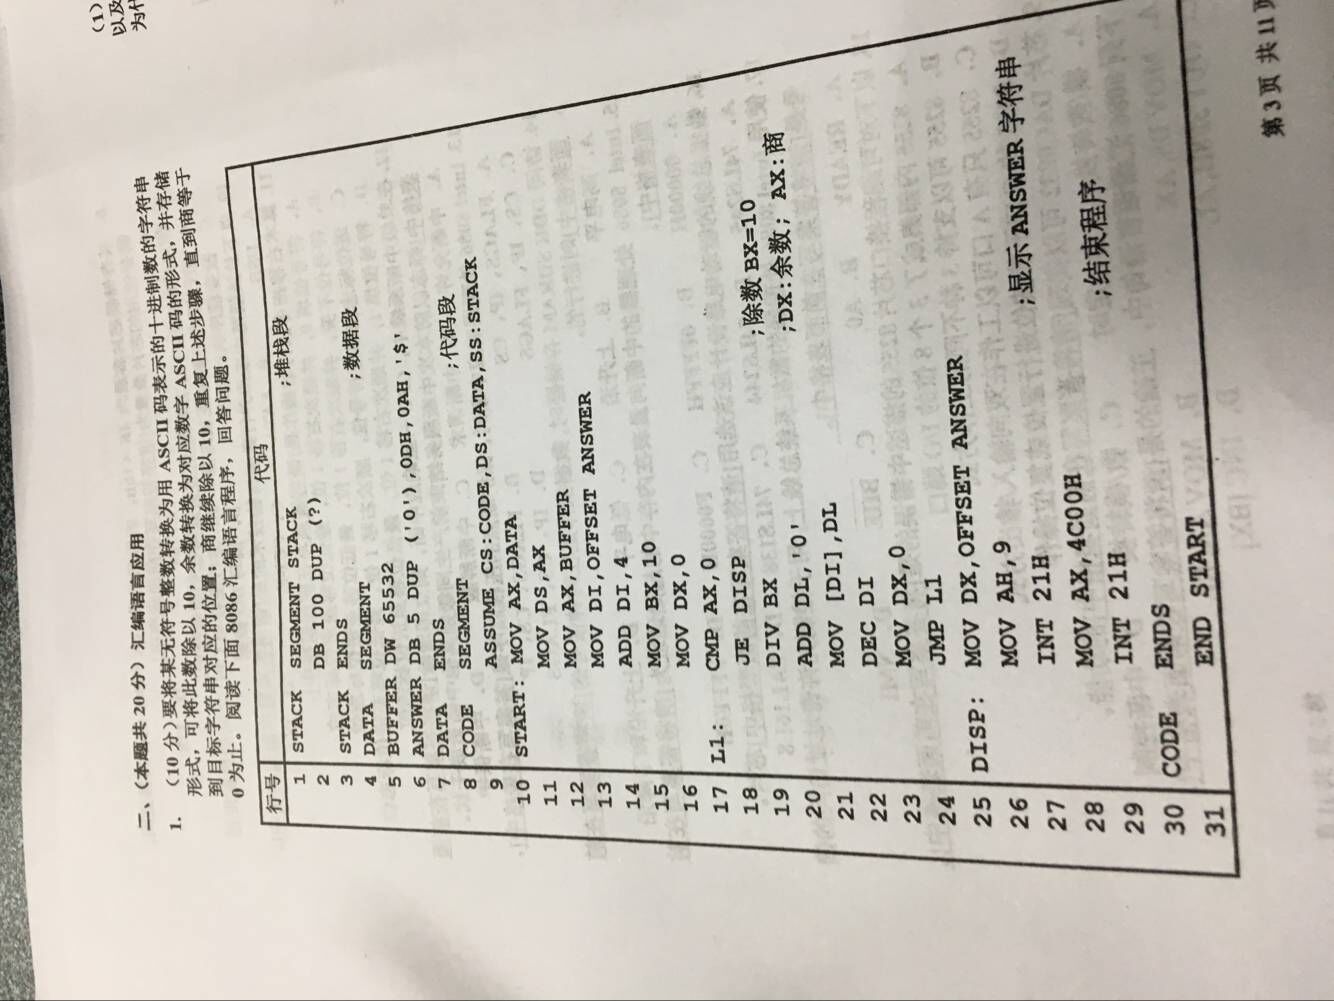 二、（本题共 20 分）汇编语言应用
1. （10 分）要将某无符号整数转换为用 ASCII 码表示的十进制数的字符串
形式，可将此数除以 10，余数转换为对应数字 ASCII 码的形式，并存储
到目标字符串对应的位置；商继续除以 10，重复上述步骤，直到商等于
0 为止。阅读下面 8086 汇编语言程序，回答问题。
行号 代码
1 STACK SEGMENT STACK ;堆栈段
2 DB 100 DUP (?)
3 STACK ENDS
4 DATA SEGMENT ;数据段
5 BUFFER DW 65532
6 ANSWER DB 5 DUP ('0'),0DH,0AH,'$'
7 DATA ENDS
8 CODE SEGMENT ;代码段
9 ASSUME CS:CODE,DS:DATA,SS:STACK
10 START: MOV AX,DATA
11 MOV DS,AX
12 MOV AX,BUFFER
13 MOV DI,OFFSET ANSWER
14 ADD DI,4
15 MOV BX,10
16 MOV DX,0
17 L1: CMP AX,0
18 JE DISP
19 DIV BX ;除数 BX=10
20 ADD DL,'0' ;DX:余数; AX:商
21 MOV [DI],DL
22 DEC DI
23 MOV DX,0
24 JMP L1
25 DISP: MOV DX,OFFSET ANSWER
26 MOV AH,9
27 INT 21H ;显示 ANSWER 字符串
28 MOV AX,4C00H
29 INT 21H ;结束程序
30 CODE ENDS
31 END START
第 3 页 共 11 页
（1）
以及
为什